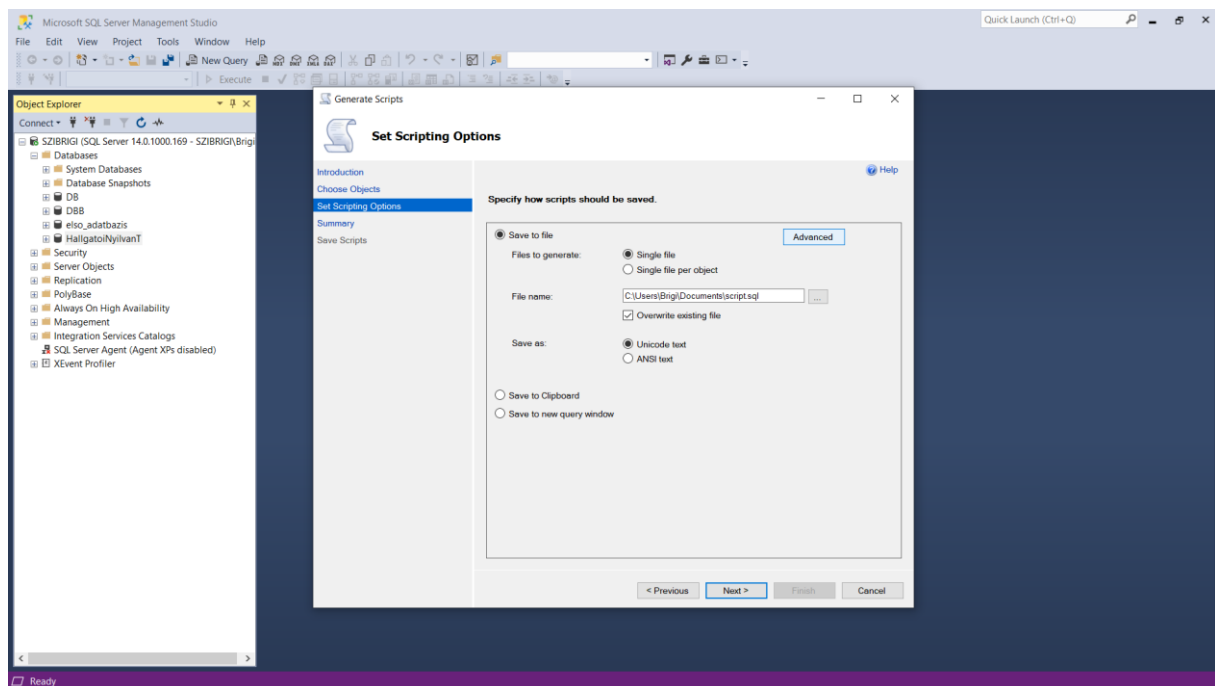 Microsoft SQL Server Management Studio
Quick Launch (Ctrl+Q)
File Edit View Project Tools Window Help
New Query
Execute
Object Explorer
Connect
SZIBRIGI (SQL Server 14.0.1000.169 - SZIBRIGI\Brigi
Databases
System Databases
Database Snapshots
DB
DBB
elso_adatbazis
HallgatoiNyilvanT
Security
Server Objects
Replication
PolyBase
Always On High Availability
Management
Integration Services Catalogs
SQL Server Agent (Agent XPs disabled)
XEvent Profiler
Generate Scripts
Set Scripting Options
Introduction
Choose Objects
Set Scripting Options
Summary
Save Scripts
Help
Specify how scripts should be saved.
Save to file
Advanced
Files to generate:
Single file
Single file per object
File name:
C:\Users\Brigi\Documents\script.sql
...
Overwrite existing file
Save as:
Unicode text
ANSI text
Save to Clipboard
Save to new query window
< Previous
Next >
Finish
Cancel
Ready